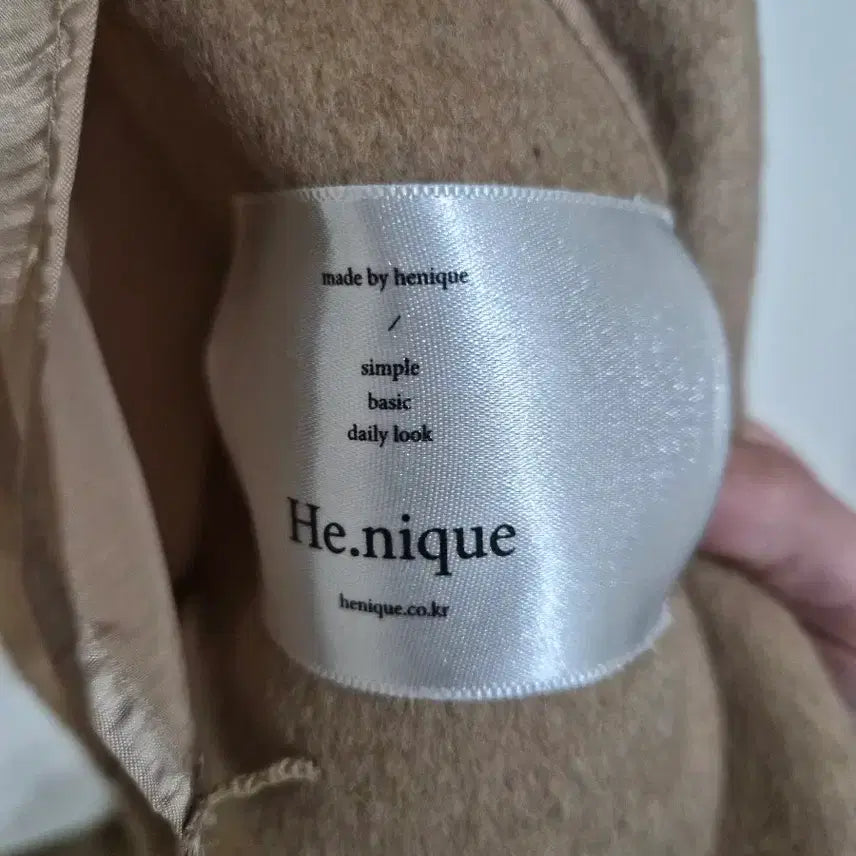 made by henique
/
simple
basic
daily look
He.nique
henique.co.kr